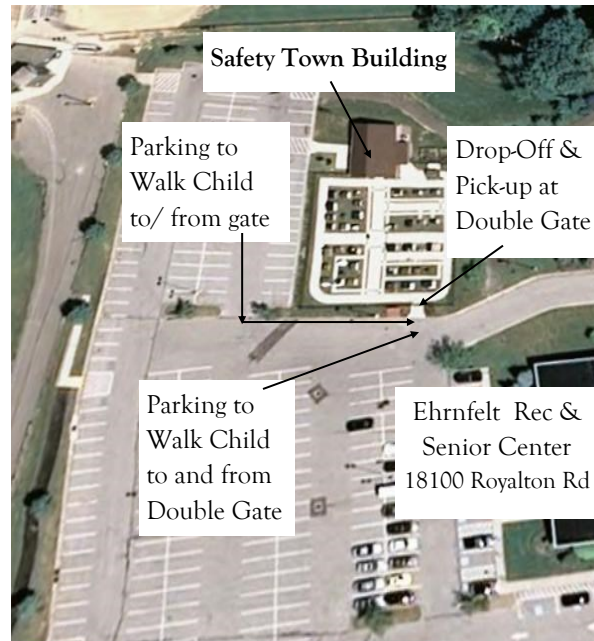 Safety Town Building
Parking to
Walk Child
to/ from gate
Drop-Off &
Pick-up at
Double Gate
Parking to
Walk Child
to and from
Double Gate
Ehrnfelt Rec &
Senior Center
18100 Royalton Rd